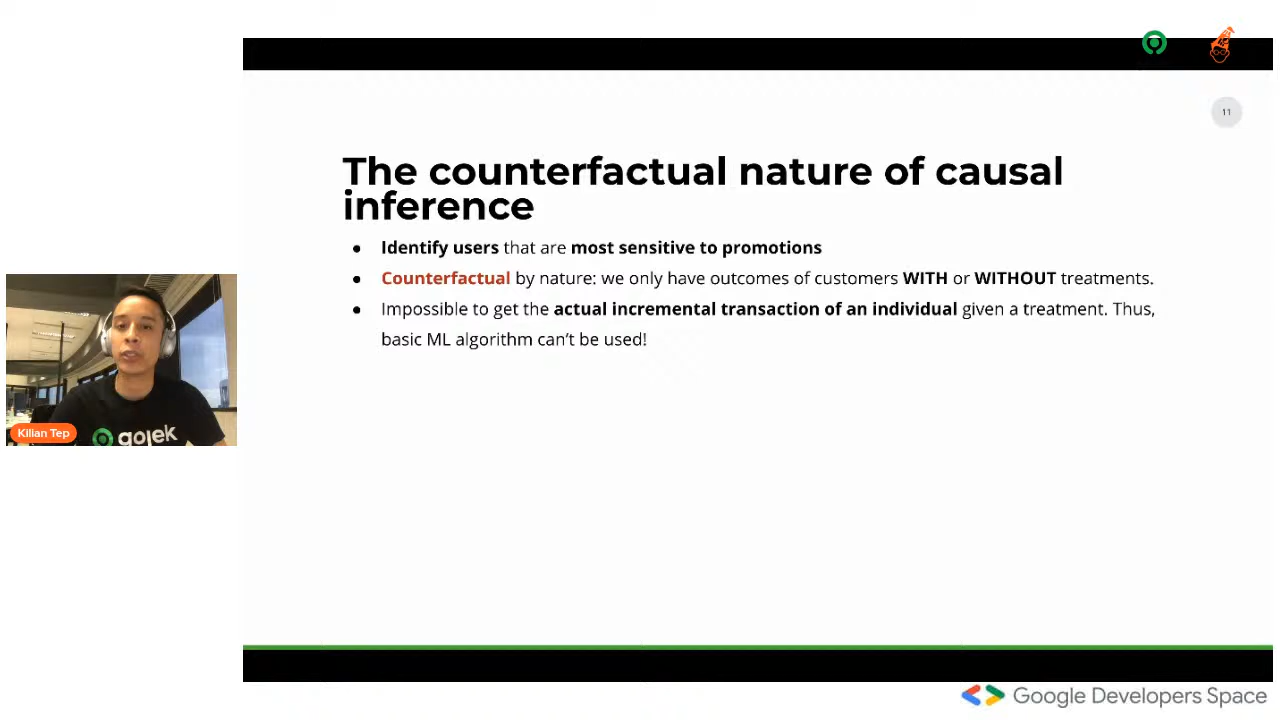 11
The counterfactual nature of causal
inference
● Identify users that are most sensitive to promotions
● Counterfactual by nature: we only have outcomes of customers WITH or WITHOUT treatments.
● Impossible to get the actual incremental transaction of an individual given a treatment. Thus,
basic ML algorithm can't be used!
gojek
Kilian Tep
Google Developers Space